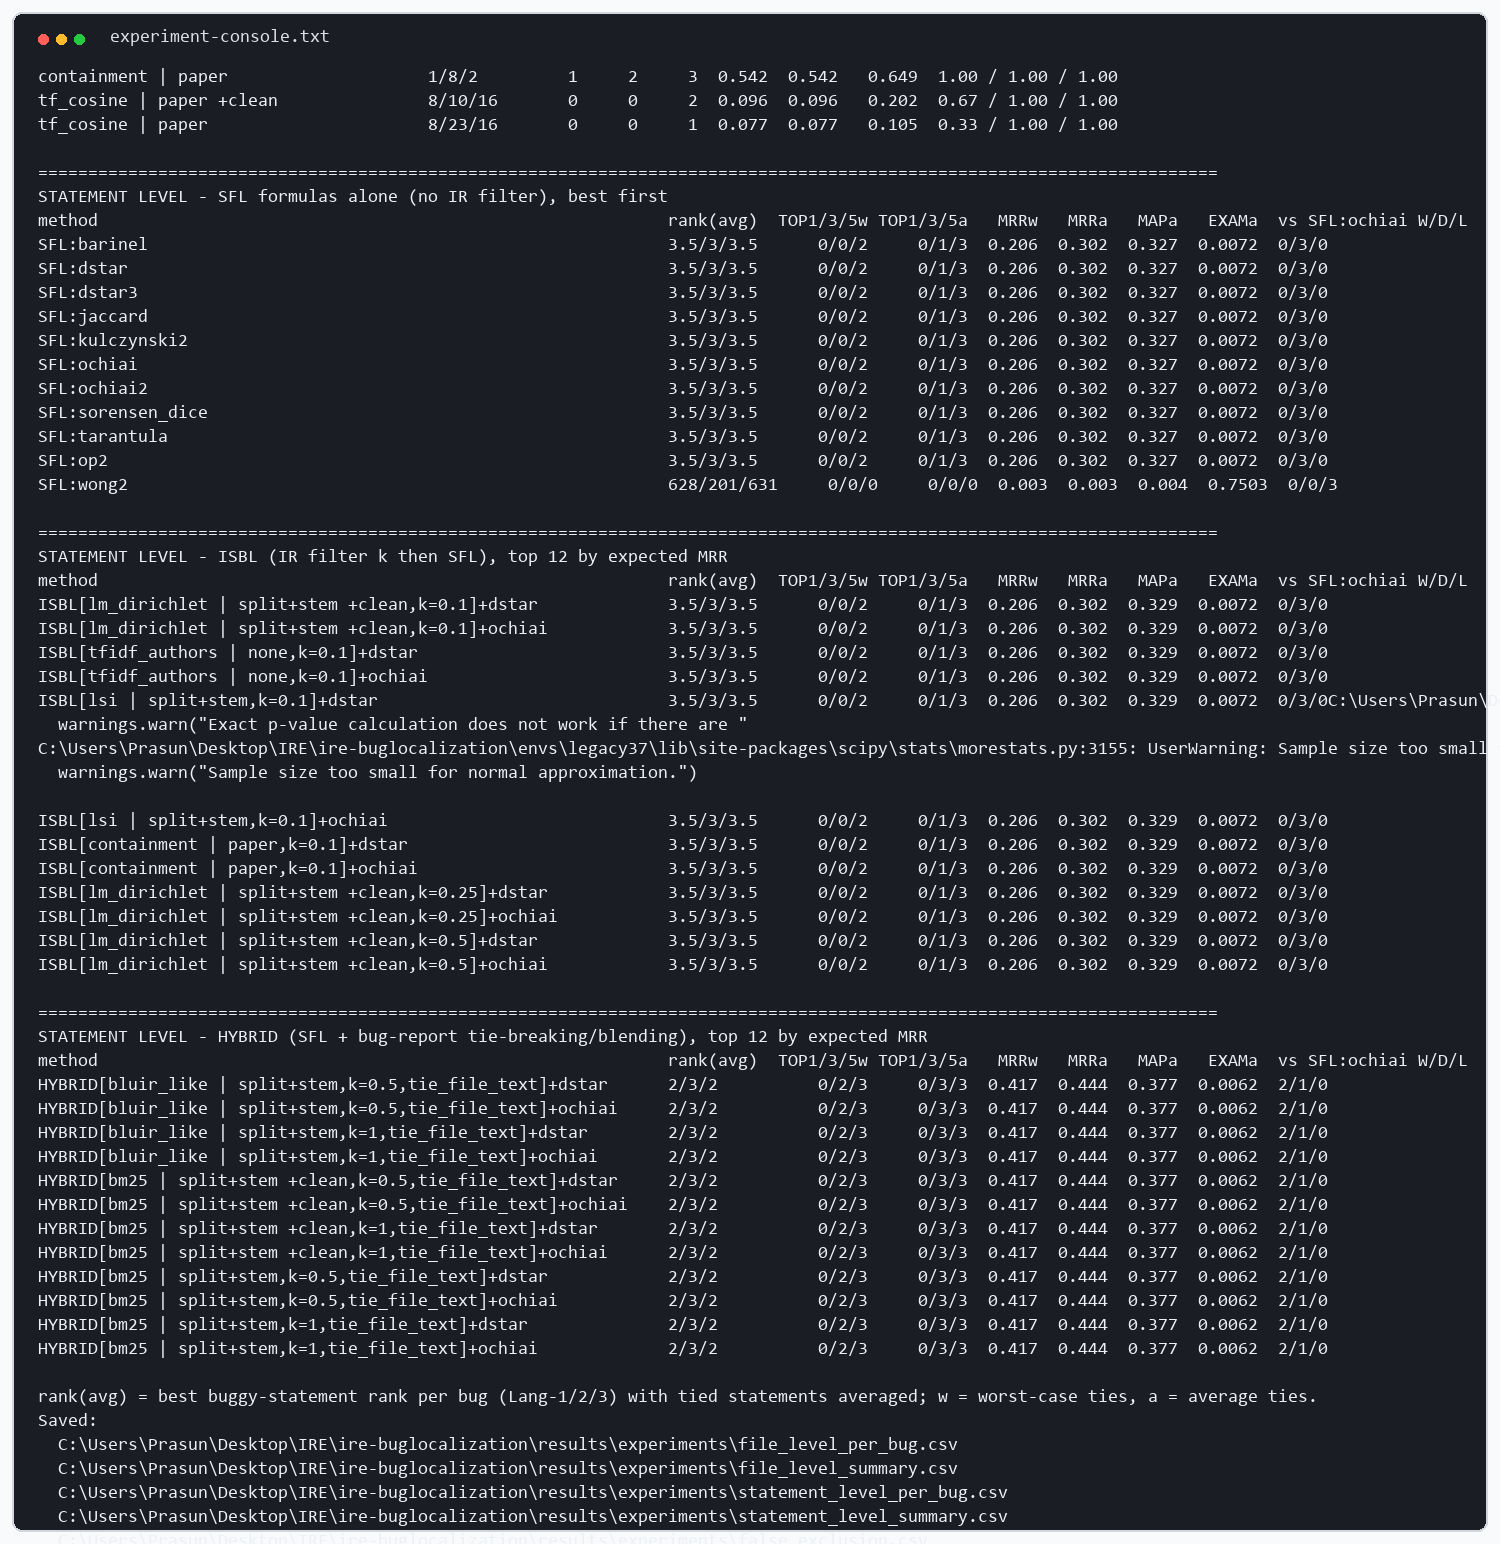 experiment-console.txt
containment | paper                    1/8/2         1     2     3  0.542  0.542   0.649  1.00 / 1.00 / 1.00
tf_cosine | paper +clean               8/10/16       0     0     2  0.096  0.096   0.202  0.67 / 1.00 / 1.00
tf_cosine | paper                      8/23/16       0     0     1  0.077  0.077   0.105  0.33 / 1.00 / 1.00
======================================================================================================================
STATEMENT LEVEL - SFL formulas alone (no IR filter), best first
method                                                         rank(avg)  TOP1/3/5w TOP1/3/5a   MRRw   MRRa   MAPa   EXAMa  vs SFL:ochiai W/D/L
SFL:barinel                                                    3.5/3/3.5      0/0/2     0/1/3  0.206  0.302  0.327  0.0072  0/3/0
SFL:dstar                                                      3.5/3/3.5      0/0/2     0/1/3  0.206  0.302  0.327  0.0072  0/3/0
SFL:dstar3                                                     3.5/3/3.5      0/0/2     0/1/3  0.206  0.302  0.327  0.0072  0/3/0
SFL:jaccard                                                    3.5/3/3.5      0/0/2     0/1/3  0.206  0.302  0.327  0.0072  0/3/0
SFL:kulczynski2                                                3.5/3/3.5      0/0/2     0/1/3  0.206  0.302  0.327  0.0072  0/3/0
SFL:ochiai                                                     3.5/3/3.5      0/0/2     0/1/3  0.206  0.302  0.327  0.0072  0/3/0
SFL:ochiai2                                                    3.5/3/3.5      0/0/2     0/1/3  0.206  0.302  0.327  0.0072  0/3/0
SFL:sorensen_dice                                              3.5/3/3.5      0/0/2     0/1/3  0.206  0.302  0.327  0.0072  0/3/0
SFL:tarantula                                                  3.5/3/3.5      0/0/2     0/1/3  0.206  0.302  0.327  0.0072  0/3/0
SFL:op2                                                        3.5/3/3.5      0/0/2     0/1/3  0.206  0.302  0.327  0.0072  0/3/0
SFL:wong2                                                      628/201/631     0/0/0     0/0/0  0.003  0.003  0.004  0.7503  0/0/3
======================================================================================================================
STATEMENT LEVEL - ISBL (IR filter k then SFL), top 12 by expected MRR
method                                                         rank(avg)  TOP1/3/5w TOP1/3/5a   MRRw   MRRa   MAPa   EXAMa  vs SFL:ochiai W/D/L
ISBL[lm_dirichlet | split+stem +clean,k=0.1]+dstar             3.5/3/3.5      0/0/2     0/1/3  0.206  0.302  0.329  0.0072  0/3/0
ISBL[lm_dirichlet | split+stem +clean,k=0.1]+ochiai            3.5/3/3.5      0/0/2     0/1/3  0.206  0.302  0.329  0.0072  0/3/0
ISBL[tfidf_authors | none,k=0.1]+dstar                         3.5/3/3.5      0/0/2     0/1/3  0.206  0.302  0.329  0.0072  0/3/0
ISBL[tfidf_authors | none,k=0.1]+ochiai                        3.5/3/3.5      0/0/2     0/1/3  0.206  0.302  0.329  0.0072  0/3/0
ISBL[lsi | split+stem,k=0.1]+dstar                             3.5/3/3.5      0/0/2     0/1/3  0.206  0.302  0.329  0.0072  0/3/0C:\Users\Prasun\
  warnings.warn("Exact p-value calculation does not work if there are "
C:\Users\Prasun\Desktop\IRE\ire-buglocalization\envs\legacy37\lib\site-packages\scipy\stats\morestats.py:3155: UserWarning: Sample size too small
  warnings.warn("Sample size too small for normal approximation.")
ISBL[lsi | split+stem,k=0.1]+ochiai                            3.5/3/3.5      0/0/2     0/1/3  0.206  0.302  0.329  0.0072  0/3/0
ISBL[containment | paper,k=0.1]+dstar                          3.5/3/3.5      0/0/2     0/1/3  0.206  0.302  0.329  0.0072  0/3/0
ISBL[containment | paper,k=0.1]+ochiai                         3.5/3/3.5      0/0/2     0/1/3  0.206  0.302  0.329  0.0072  0/3/0
ISBL[lm_dirichlet | split+stem +clean,k=0.25]+dstar            3.5/3/3.5      0/0/2     0/1/3  0.206  0.302  0.329  0.0072  0/3/0
ISBL[lm_dirichlet | split+stem +clean,k=0.25]+ochiai           3.5/3/3.5      0/0/2     0/1/3  0.206  0.302  0.329  0.0072  0/3/0
ISBL[lm_dirichlet | split+stem +clean,k=0.5]+dstar             3.5/3/3.5      0/0/2     0/1/3  0.206  0.302  0.329  0.0072  0/3/0
ISBL[lm_dirichlet | split+stem +clean,k=0.5]+ochiai            3.5/3/3.5      0/0/2     0/1/3  0.206  0.302  0.329  0.0072  0/3/0
======================================================================================================================
STATEMENT LEVEL - HYBRID (SFL + bug-report tie-breaking/blending), top 12 by expected MRR
method                                                         rank(avg)  TOP1/3/5w TOP1/3/5a   MRRw   MRRa   MAPa   EXAMa  vs SFL:ochiai W/D/L
HYBRID[bluir_like | split+stem,k=0.5,tie_file_text]+dstar      2/3/2          0/2/3     0/3/3  0.417  0.444  0.377  0.0062  2/1/0
HYBRID[bluir_like | split+stem,k=0.5,tie_file_text]+ochiai     2/3/2          0/2/3     0/3/3  0.417  0.444  0.377  0.0062  2/1/0
HYBRID[bluir_like | split+stem,k=1,tie_file_text]+dstar        2/3/2          0/2/3     0/3/3  0.417  0.444  0.377  0.0062  2/1/0
HYBRID[bluir_like | split+stem,k=1,tie_file_text]+ochiai       2/3/2          0/2/3     0/3/3  0.417  0.444  0.377  0.0062  2/1/0
HYBRID[bm25 | split+stem +clean,k=0.5,tie_file_text]+dstar     2/3/2          0/2/3     0/3/3  0.417  0.444  0.377  0.0062  2/1/0
HYBRID[bm25 | split+stem +clean,k=0.5,tie_file_text]+ochiai    2/3/2          0/2/3     0/3/3  0.417  0.444  0.377  0.0062  2/1/0
HYBRID[bm25 | split+stem +clean,k=1,tie_file_text]+dstar       2/3/2          0/2/3     0/3/3  0.417  0.444  0.377  0.0062  2/1/0
HYBRID[bm25 | split+stem +clean,k=1,tie_file_text]+ochiai      2/3/2          0/2/3     0/3/3  0.417  0.444  0.377  0.0062  2/1/0
HYBRID[bm25 | split+stem,k=0.5,tie_file_text]+dstar            2/3/2          0/2/3     0/3/3  0.417  0.444  0.377  0.0062  2/1/0
HYBRID[bm25 | split+stem,k=0.5,tie_file_text]+ochiai           2/3/2          0/2/3     0/3/3  0.417  0.444  0.377  0.0062  2/1/0
HYBRID[bm25 | split+stem,k=1,tie_file_text]+dstar              2/3/2          0/2/3     0/3/3  0.417  0.444  0.377  0.0062  2/1/0
HYBRID[bm25 | split+stem,k=1,tie_file_text]+ochiai             2/3/2          0/2/3     0/3/3  0.417  0.444  0.377  0.0062  2/1/0
rank(avg) = best buggy-statement rank per bug (Lang-1/2/3) with tied statements averaged; w = worst-case ties, a = average ties.
Saved:
  C:\Users\Prasun\Desktop\IRE\ire-buglocalization\results\experiments\file_level_per_bug.csv
  C:\Users\Prasun\Desktop\IRE\ire-buglocalization\results\experiments\file_level_summary.csv
  C:\Users\Prasun\Desktop\IRE\ire-buglocalization\results\experiments\statement_level_per_bug.csv
  C:\Users\Prasun\Desktop\IRE\ire-buglocalization\results\experiments\statement_level_summary.csv
  C:\Users\Prasun\Desktop\IRE\ire-buglocalization\results\experiments\false_exclusion.csv